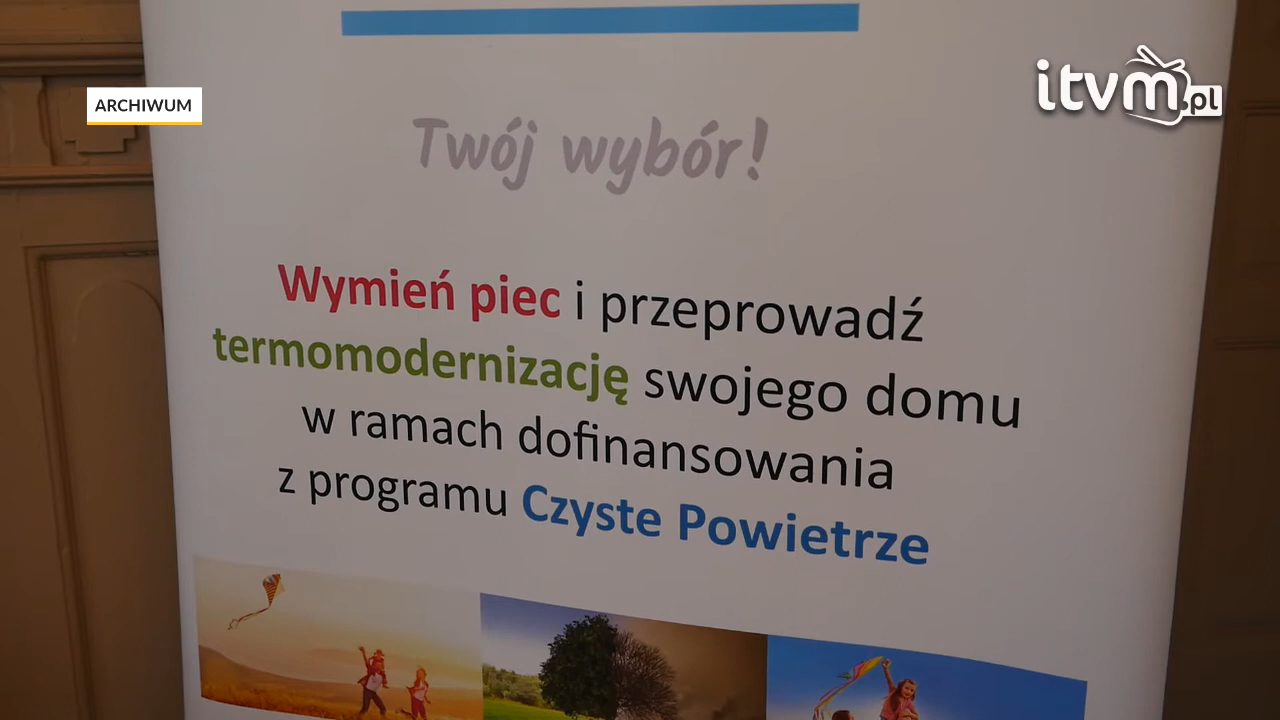 ARCHIWUM
itvm.pl
Twój wybór!
Wymień piec i przeprowadź
termomodernizację swojego domu
w ramach dofinansowania
z programu Czyste Powietrze